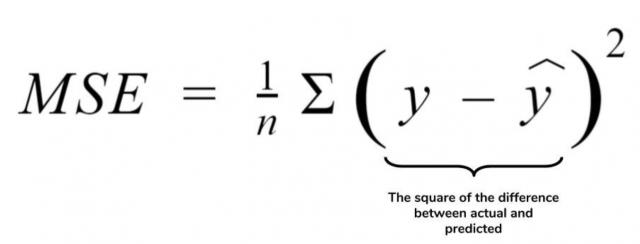 MSE = 1/n Σ (y − ŷ)²
The square of the difference
between actual and
predicted